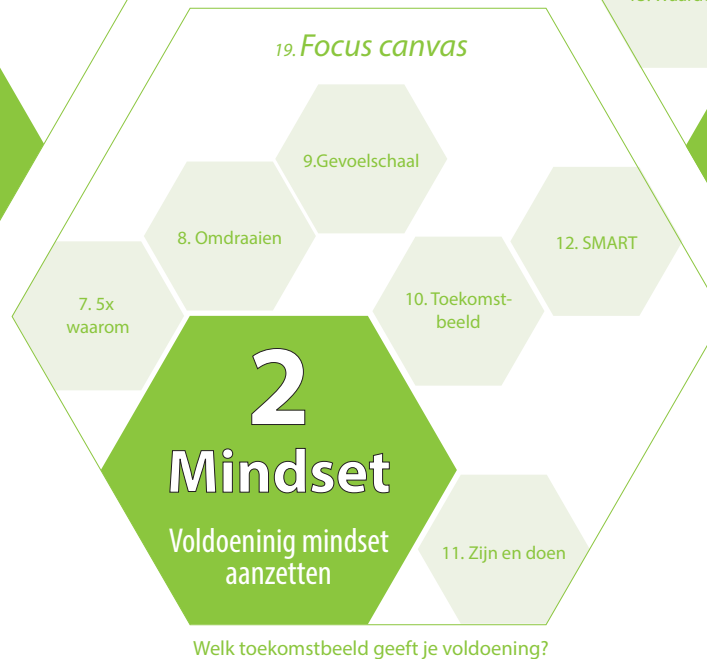 19. Focus canvas
9.Gevoelschaal
8. Omdraaien
12. SMART
7. 5x
waarom
10. Toekomst-
beeld
2
Mindset
Voldoeninig mindset
aanzetten
11. Zijn en doen
Welk toekomstbeeld geeft je voldoening?